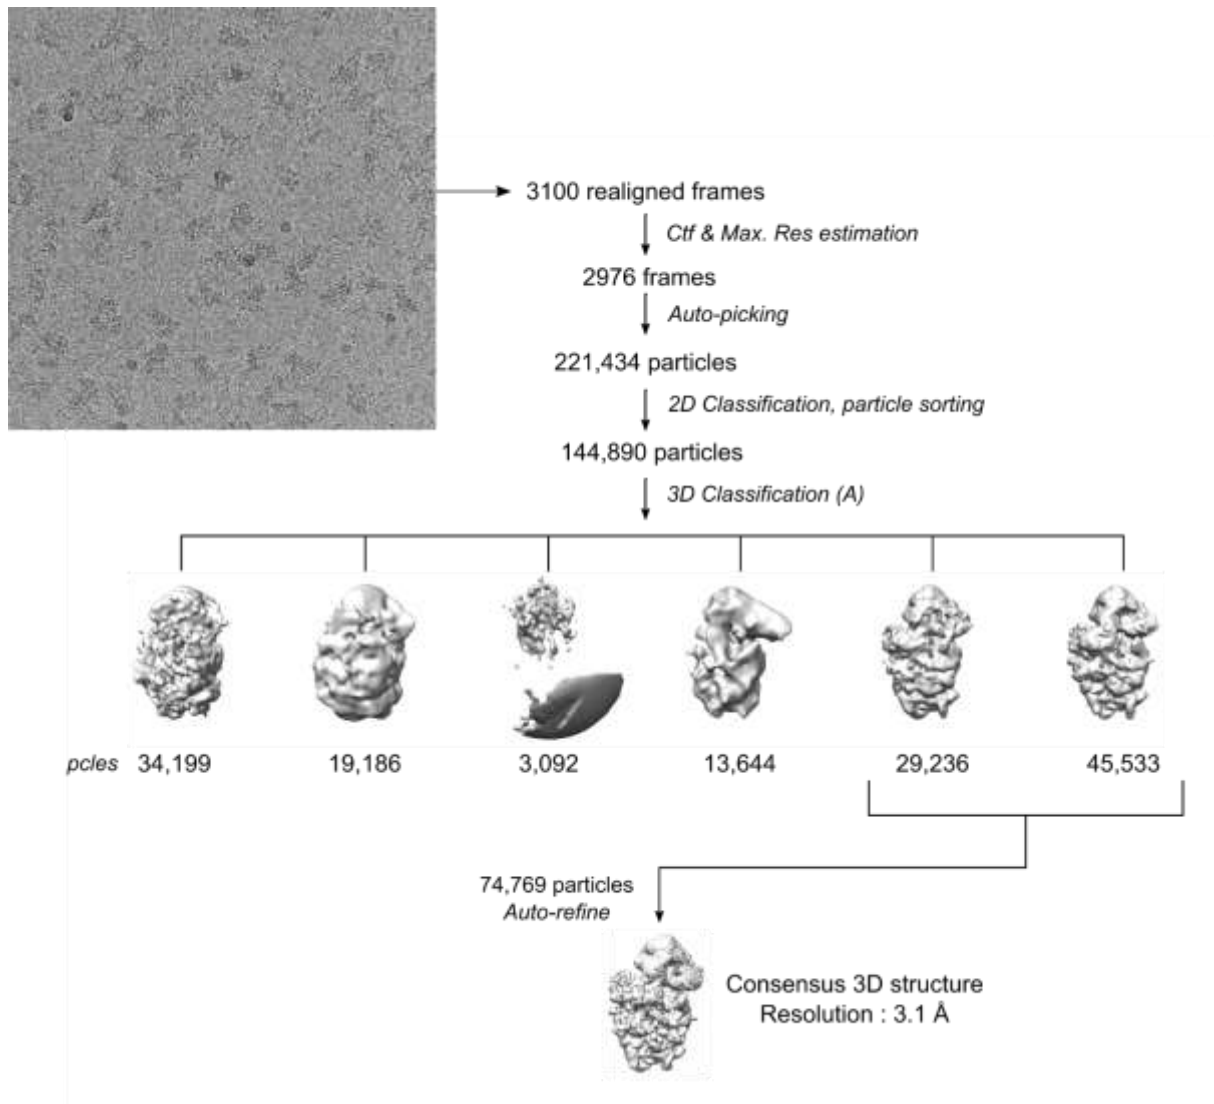 3100 realigned frames
Ctf & Max. Res estimation
2976 frames
Auto-picking
221,434 particles
2D Classification, particle sorting
144,890 particles
3D Classification (A)
pcles 34,199 19,186 3,092 13,644 29,236 45,533
74,769 particles
Auto-refine
Consensus 3D structure
Resolution : 3.1 Å